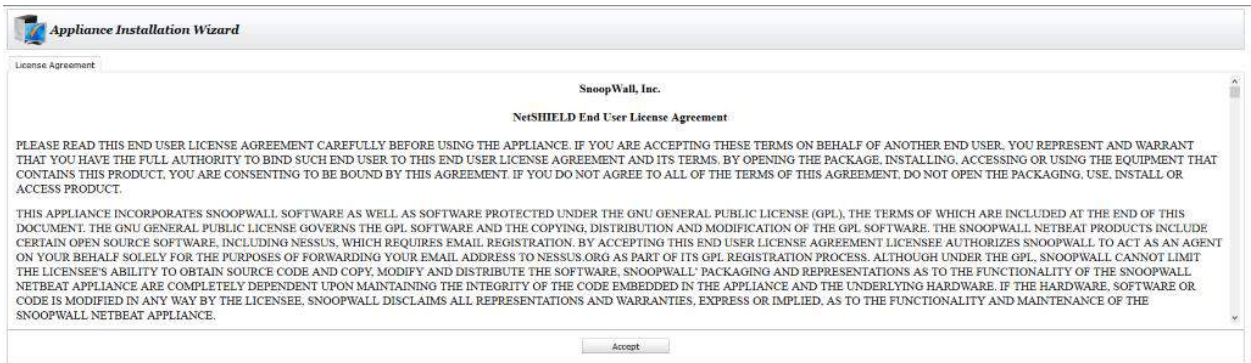 Appliance Installation Wizard
License Agreement
SnoopWall, Inc.
NetSHIELD End User License Agreement
PLEASE READ THIS END USER LICENSE AGREEMENT CAREFULLY BEFORE USING THE APPLIANCE. IF YOU ARE ACCEPTING THESE TERMS ON BEHALF OF ANOTHER END USER, YOU REPRESENT AND WARRANT
THAT YOU HAVE THE FULL AUTHORITY TO BIND SUCH END USER TO THIS END USER LICENSE AGREEMENT AND ITS TERMS. BY OPENING THE PACKAGE, INSTALLING, ACCESSING OR USING THE EQUIPMENT THAT
CONTAINS THIS PRODUCT, YOU ARE CONSENTING TO BE BOUND BY THIS AGREEMENT. IF YOU DO NOT AGREE TO ALL OF THE TERMS OF THIS AGREEMENT, DO NOT OPEN THE PACKAGING, USE, INSTALL OR
ACCESS PRODUCT.
THIS APPLIANCE INCORPORATES SNOOPWALL SOFTWARE AS WELL AS SOFTWARE PROTECTED UNDER THE GNU GENERAL PUBLIC LICENSE (GPL), THE TERMS OF WHICH ARE INCLUDED AT THE END OF THIS
DOCUMENT. THE GNU GENERAL PUBLIC LICENSE GOVERNS THE GPL SOFTWARE AND THE COPYING, DISTRIBUTION AND MODIFICATION OF THE GPL SOFTWARE. THE SNOOPWALL NETBEAT PRODUCTS INCLUDE
CERTAIN OPEN SOURCE SOFTWARE, INCLUDING NESSUS, WHICH REQUIRES EMAIL REGISTRATION. BY ACCEPTING THIS END USER LICENSE AGREEMENT LICENSEE AUTHORIZES SNOOPWALL TO ACT AS AN AGENT
ON YOUR BEHALF SOLELY FOR THE PURPOSES OF FORWARDING YOUR EMAIL ADDRESS TO NESSUS.ORG AS PART OF ITS GPL REGISTRATION PROCESS. ALTHOUGH UNDER THE GPL, SNOOPWALL CANNOT LIMIT
THE LICENSEE'S ABILITY TO OBTAIN SOURCE CODE AND COPY, MODIFY AND DISTRIBUTE THE SOFTWARE, SNOOPWALL' PACKAGING AND REPRESENTATIONS AS TO THE FUNCTIONALITY OF THE SNOOPWALL
NETBEAT APPLIANCE ARE COMPLETELY DEPENDENT UPON MAINTAINING THE INTEGRITY OF THE CODE EMBEDDED IN THE APPLIANCE AND THE UNDERLYING HARDWARE. IF THE HARDWARE, SOFTWARE OR
CODE IS MODIFIED IN ANY WAY BY THE LICENSEE, SNOOPWALL DISCLAIMS ALL REPRESENTATIONS AND WARRANTIES, EXPRESS OR IMPLIED, AS TO THE FUNCTIONALITY AND MAINTENANCE OF THE
SNOOPWALL NETBEAT APPLIANCE.
Accept